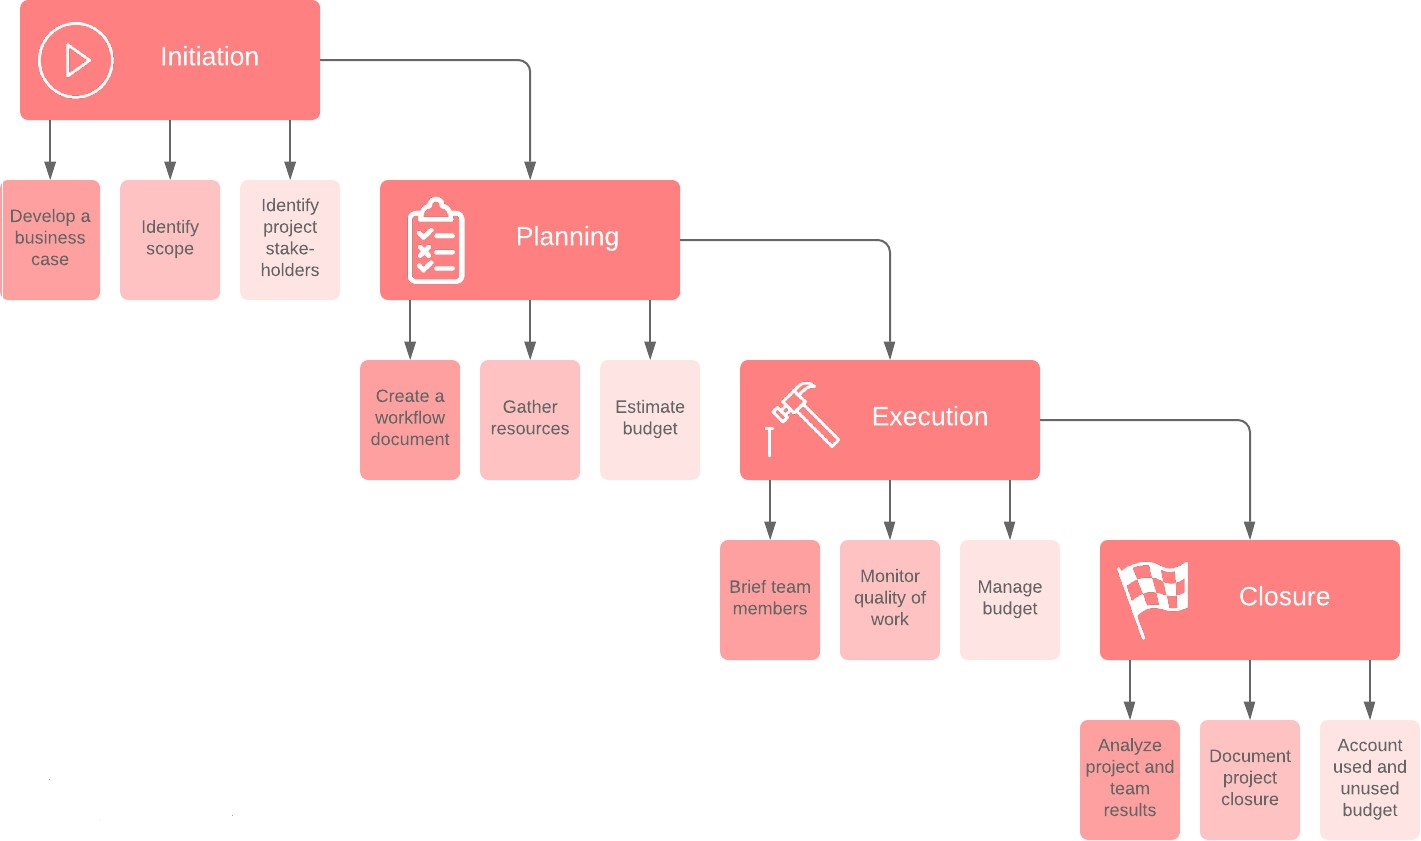 Initiation
Develop a
business
case
Identify
scope
Identify
project
stake-
holders
Planning
Create a
workflow
document
Gather
resources
Estimate
budget
Execution
Brief team
members
Monitor
quality of
work
Manage
budget
Closure
Analyze
project and
team
results
Document
project
closure
Account
used and
unused
budget